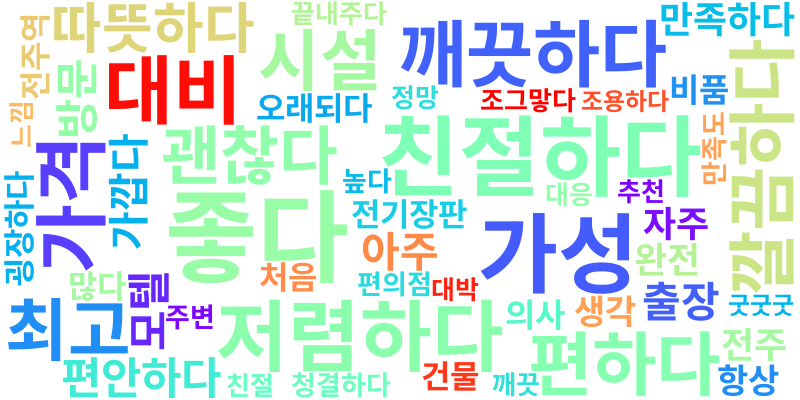 끝내주다
만족하다
따뜻하다
전주역
시설
깨끗하다
대비
방문
느낌
오래되다
정망
조그맣다
조용하다
비품
깔끔하다
만족도
괜찮다
친절하다
가격
가깝다
높다
대응
추천
굉장하다
좋다
전기장판
가성
자주
아주
완전
처음
편의점
대박
많다
모텔
주변
최고
저렴하다
의사
생각
출장
굿굿굿
편하다
전주
편안하다
친절
청결하다
건물
깨끗
항상